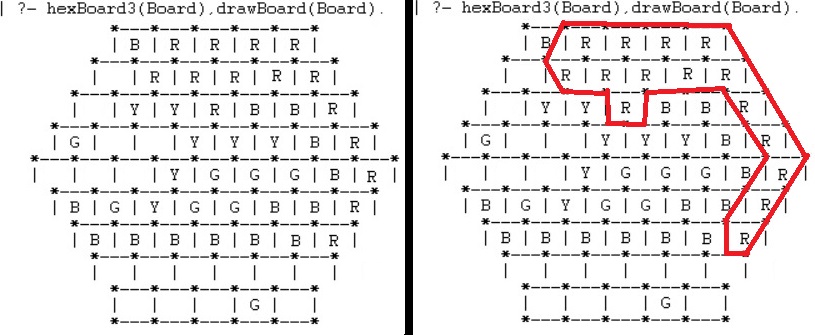 | ?- hexBoard3(Board),drawBoard(Board).
*---*---*---*---*---*
| B | R | R | R | R |
*---*---*---*---*---*---*
|   | R | R | R | R | R |
*---*---*---*---*---*---*---*
|   | Y | Y | R | B | B | R |
*---*---*---*---*---*---*---*---*
| G |   |   | Y | Y | Y | B | R |
*---*---*---*---*---*---*---*---*---*
|   |   |   | Y | G | G | G | B | R |
*---*---*---*---*---*---*---*---*
| B | G | Y | G | G | B | B | R |
*---*---*---*---*---*---*---*
| B | B | B | B | B | B | R |
*---*---*---*---*---*---*
|   |   |   |   |   |   |
*---*---*---*---*---*
|   |   |   | G |   |
*---*---*---*---*---*
| ?- hexBoard3(Board),drawBoard(Board).
*---*---*---*---*---*
| B | R | R | R | R |
*---*---*---*---*---*---*
|   | R | R | R | R | R |
*---*---*---*---*---*---*---*
|   | Y | Y | R | B | B | R |
*---*---*---*---*---*---*---*---*
| G |   |   | Y | Y | Y | B | R |
*---*---*---*---*---*---*---*---*---*
|   |   |   | Y | G | G | G | B | R |
*---*---*---*---*---*---*---*---*
| B | G | Y | G | G | B | B | R |
*---*---*---*---*---*---*---*
| B | B | B | B | B | B | R |
*---*---*---*---*---*---*
|   |   |   |   |   |   |
*---*---*---*---*---*
|   |   |   | G |   |
*---*---*---*---*---*